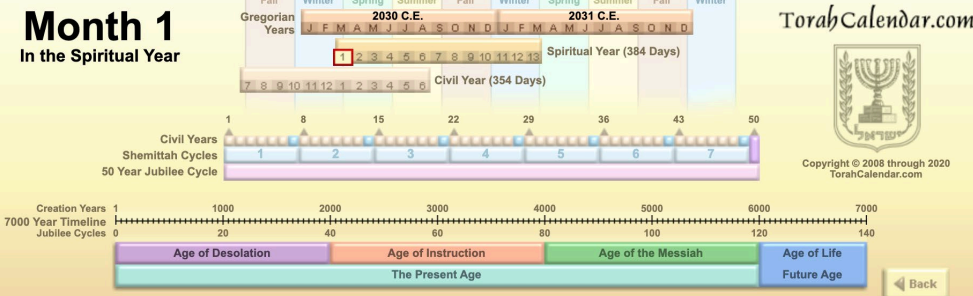 Fall Winter Spring Summer Fall Winter Spring Summer Fall Winter
Month 1
In the Spiritual Year
Gregorian Years
2030 C.E. 2031 C.E.
J F M A M J J A S O N D J F M A M J J A S O N D
1 2 3 4 5 6 7 8 9 10 11 12 13
Spiritual Year (384 Days)
7 8 9 10 11 12 1 2 3 4 5 6
Civil Year (354 Days)
TorahCalendar.com
ישראל
Copyright © 2008 through 2020
TorahCalendar.com
1 8 15 22 29 36 43 50
Civil Years
Shemittah Cycles 1 2 3 4 5 6 7
50 Year Jubilee Cycle
Creation Years 1 1000 2000 3000 4000 5000 6000 7000
7000 Year Timeline
Jubilee Cycles 0 20 40 60 80 100 120 140
Age of Desolation Age of Instruction Age of the Messiah Age of Life
The Present Age Future Age
Back